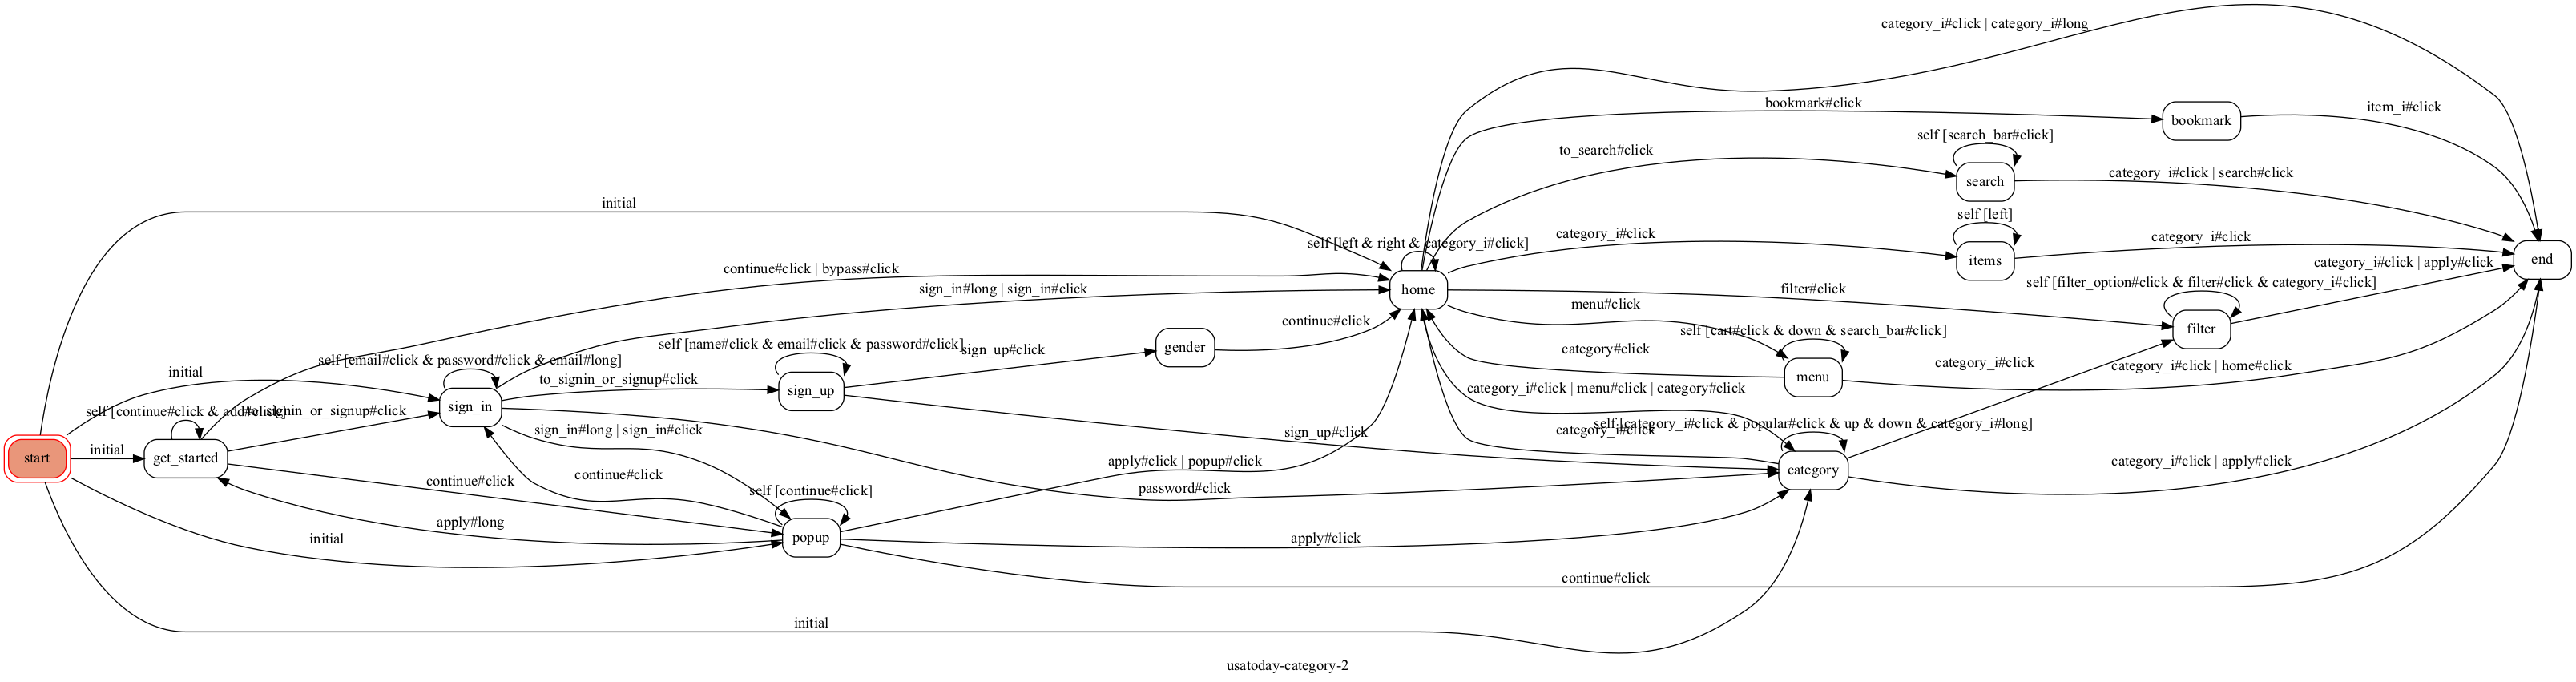 category_i#click | category_i#long
bookmark#click
item_i#click
bookmark
self [search_bar#click]
to_search#click
search
category_i#click | search#click
initial
self [left]
category_i#click
items
category_i#click
self [left & right & category_i#click]
end
category_i#click | apply#click
continue#click | bypass#click
sign_in#long | sign_in#click
home
filter#click
self [filter_option#click & filter#click & category_i#click]
menu#click
continue#click
filter
self [cart#click & down & search_bar#click]
self [name#click & email#click & password#click]
sign_up#click
gender
category#click
self [email#click & password#click & email#long]
category_i#click
category_i#click | home#click
initial
to_signin_or_signup#click
menu
category_i#click | menu#click | category#click
sign_up
self [continue#click & add#click]
to_signin_or_signup#click
sign_in
self [category_i#click & popular#click & up & down & category_i#long]
sign_in#long | sign_in#click
sign_up#click
category_i#click
start
initial
get_started
apply#click | popup#click
category
category_i#click | apply#click
continue#click
continue#click
self [continue#click]
password#click
apply#long
initial
popup
apply#click
continue#click
initial
usatoday-category-2